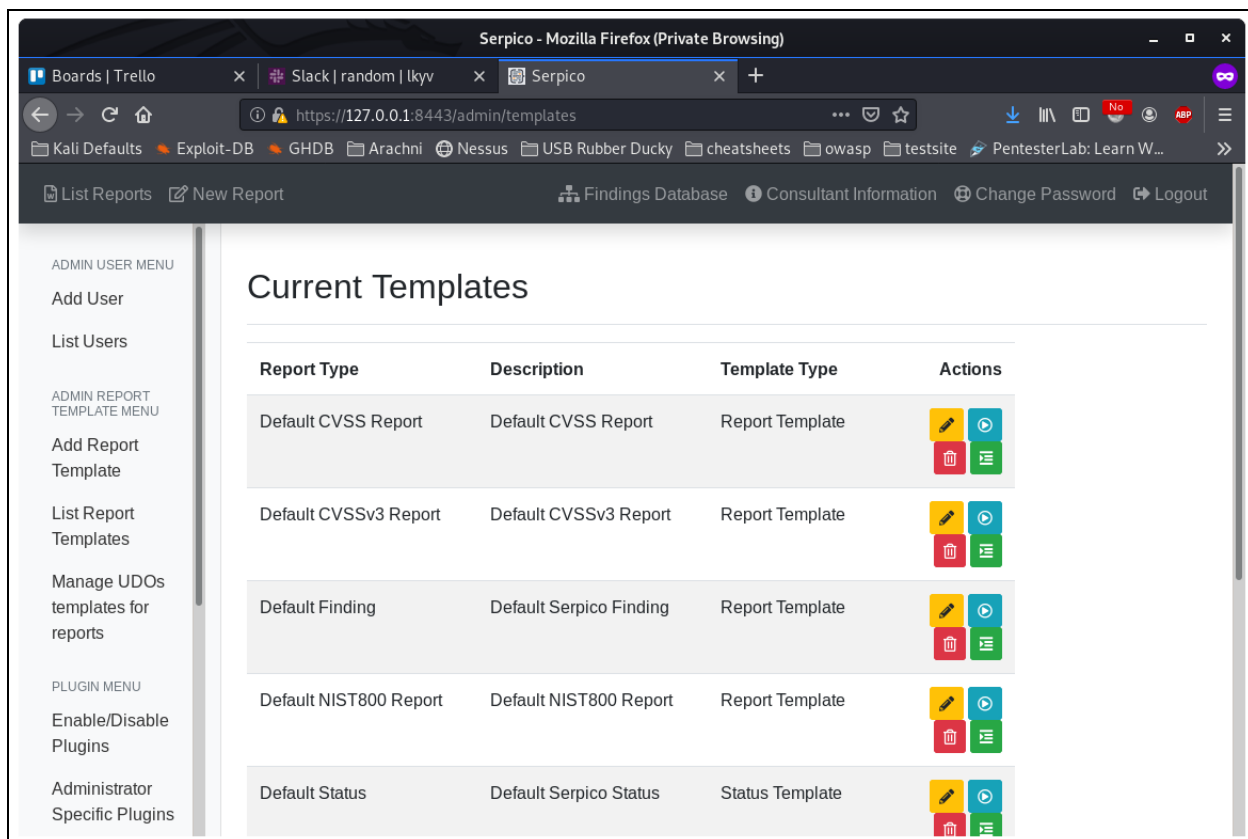 Serpico - Mozilla Firefox (Private Browsing)
Boards | Trello
Slack | random | lkyv
Serpico
https://127.0.0.1:8443/admin/templates
No
ABP
Kali Defaults Exploit-DB GHDB Arachni Nessus USB Rubber Ducky cheatsheets owasp testsite PentesterLab: Learn W...
List Reports New Report Findings Database Consultant Information Change Password Logout
ADMIN USER MENU
Add User
List Users
ADMIN REPORT
TEMPLATE MENU
Add Report
Template
List Report
Templates
Manage UDOs
templates for
reports
PLUGIN MENU
Enable/Disable
Plugins
Administrator
Specific Plugins
Current Templates
Report Type Description Template Type Actions
Default CVSS Report Default CVSS Report Report Template
Default CVSSv3 Report Default CVSSv3 Report Report Template
Default Finding Default Serpico Finding Report Template
Default NIST800 Report Default NIST800 Report Report Template
Default Status Default Serpico Status Status Template